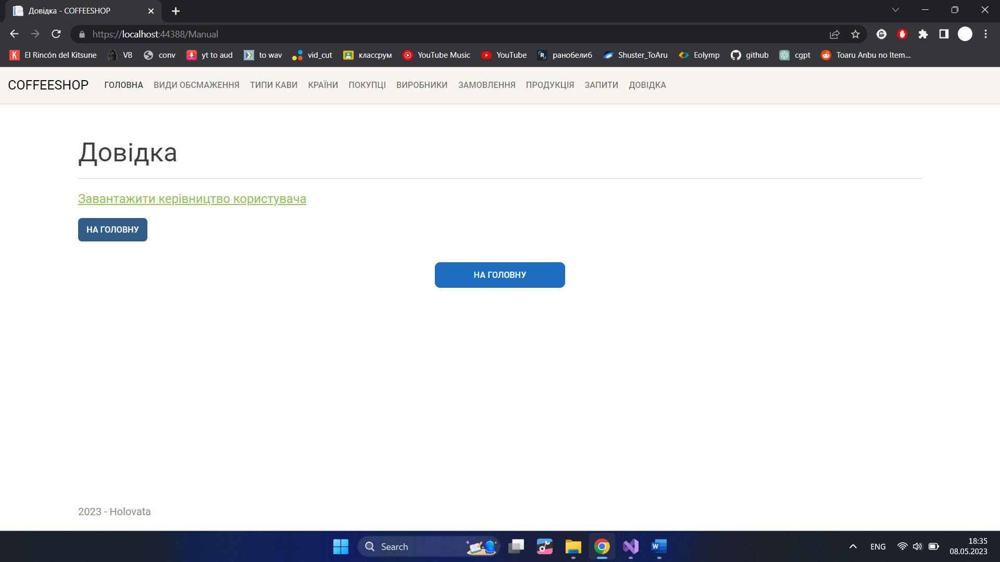 Довідка - COFFEESHOP
https://localhost:44388/Manual
El Rincón del Kitsune VB conv yt to aud to wav vid_cut классрум YouTube Music YouTube ранобелиб Shuster_ToAru Eolymp github cgpt Toaru Anbu no Item...
COFFEESHOP ГОЛОВНА ВИДИ ОБСМАЖЕННЯ ТИПИ КАВИ КРАЇНИ ПОКУПЦІ ВИРОБНИКИ ЗАМОВЛЕННЯ ПРОДУКЦІЯ ЗАПИТИ ДОВІДКА
Довідка
Завантажити керівництво користувача
НА ГОЛОВНУ
НА ГОЛОВНУ
2023 - Holovata
Search
ENG
18:35
08.05.2023